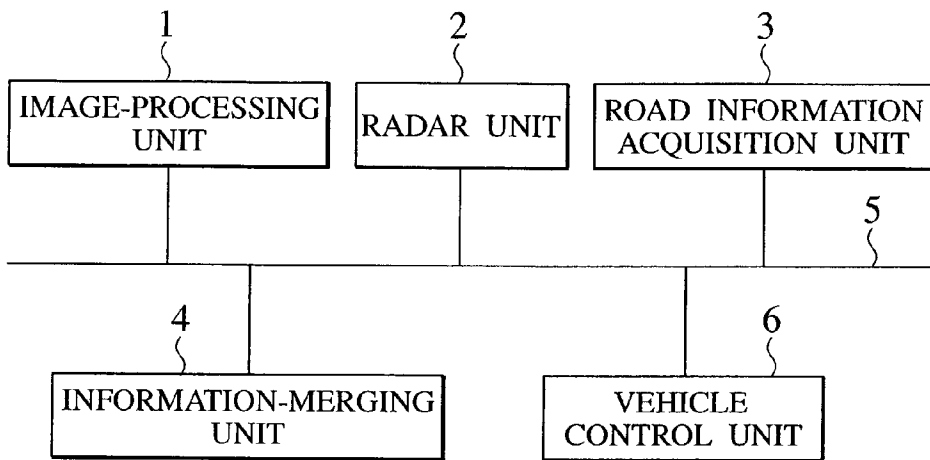 1
2
3
IMAGE-PROCESSING
UNIT
RADAR UNIT
ROAD INFORMATION
ACQUISITION UNIT
5
4
6
INFORMATION-MERGING
UNIT
VEHICLE
CONTROL UNIT